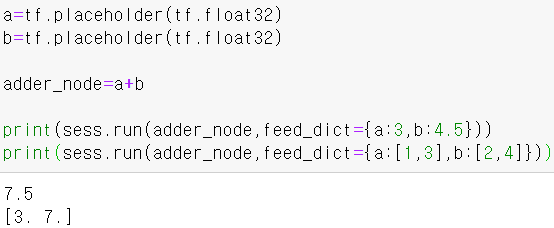 a=tf.placeholder(tf.float32)
b=tf.placeholder(tf.float32)
adder_node=a+b
print(sess.run(adder_node,feed_dict={a:3,b:4.5}))
print(sess.run(adder_node,feed_dict={a:[1,3],b:[2,4]}))
7.5
[3. 7.]